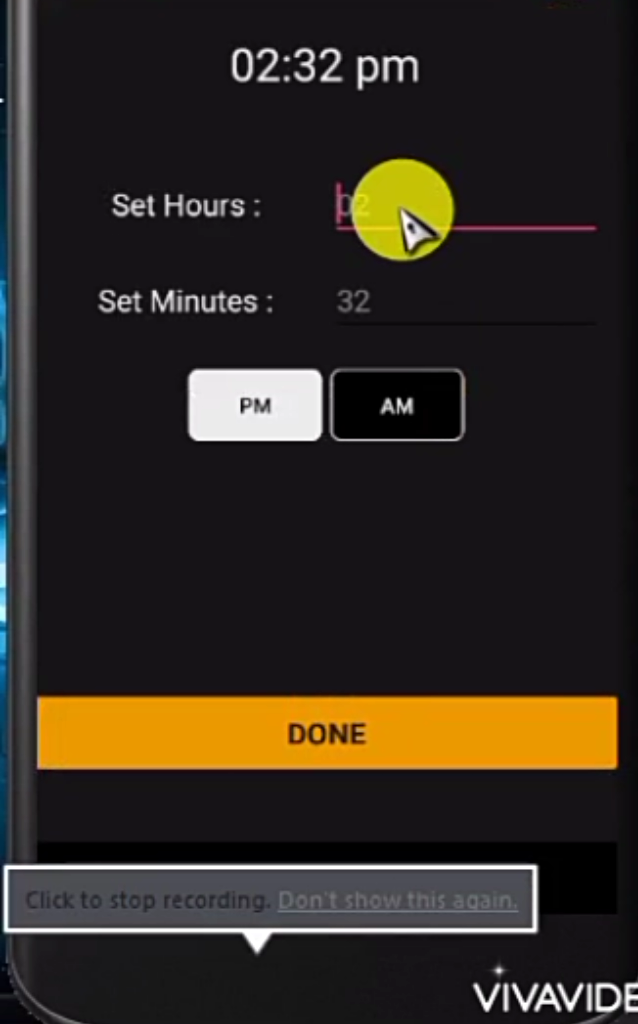 02:32 pm
Set Hours : 02
Set Minutes : 32
PM AM
DONE
Click to stop recording. Don't show this again.
VIVAVIDE